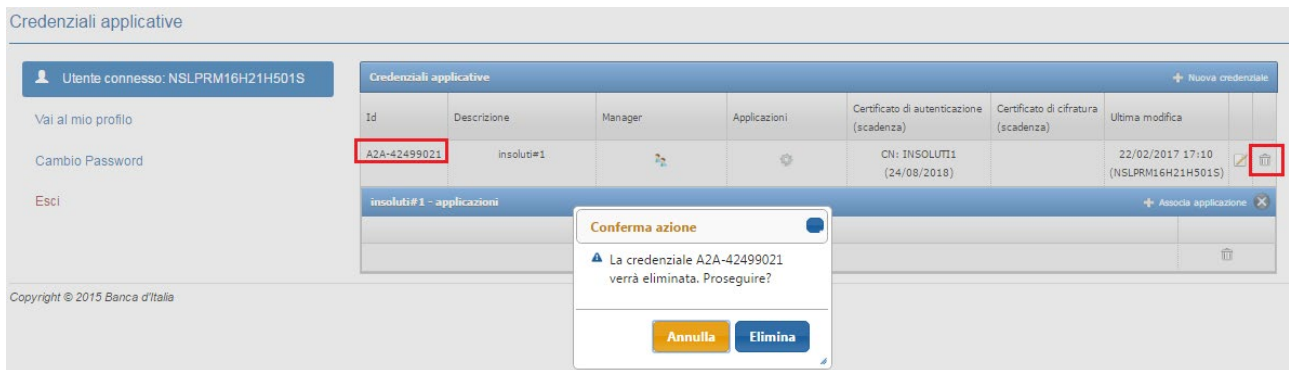 Credenziali applicative
Utente connesso: NSLPRM16H21H501S
Vai al mio profilo
Cambio Password
Esci
Credenziali applicative
Nuova credenziale
Id
Descrizione
Manager
Applicazioni
Certificato di autenticazione
(scadenza)
Certificato di cifratura
(scadenza)
Ultima modifica
A2A-42499021
insoluti#1
CN: INSOLUTI1
(24/08/2018)
22/02/2017 17:10
(NSLPRM16H21H501S)
insoluti#1 - applicazioni
Associa applicazione
Conferma azione
La credenziale A2A-42499021
verrà eliminata. Proseguire?
Annulla
Elimina
Copyright © 2015 Banca d'Italia